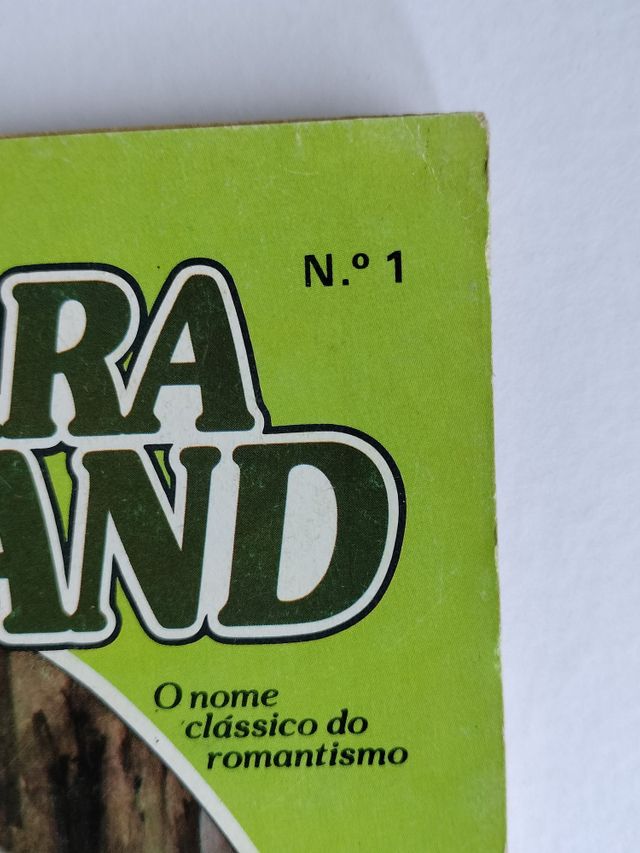 N.º 1
RA
AND
O nome
clássico do
romantismo